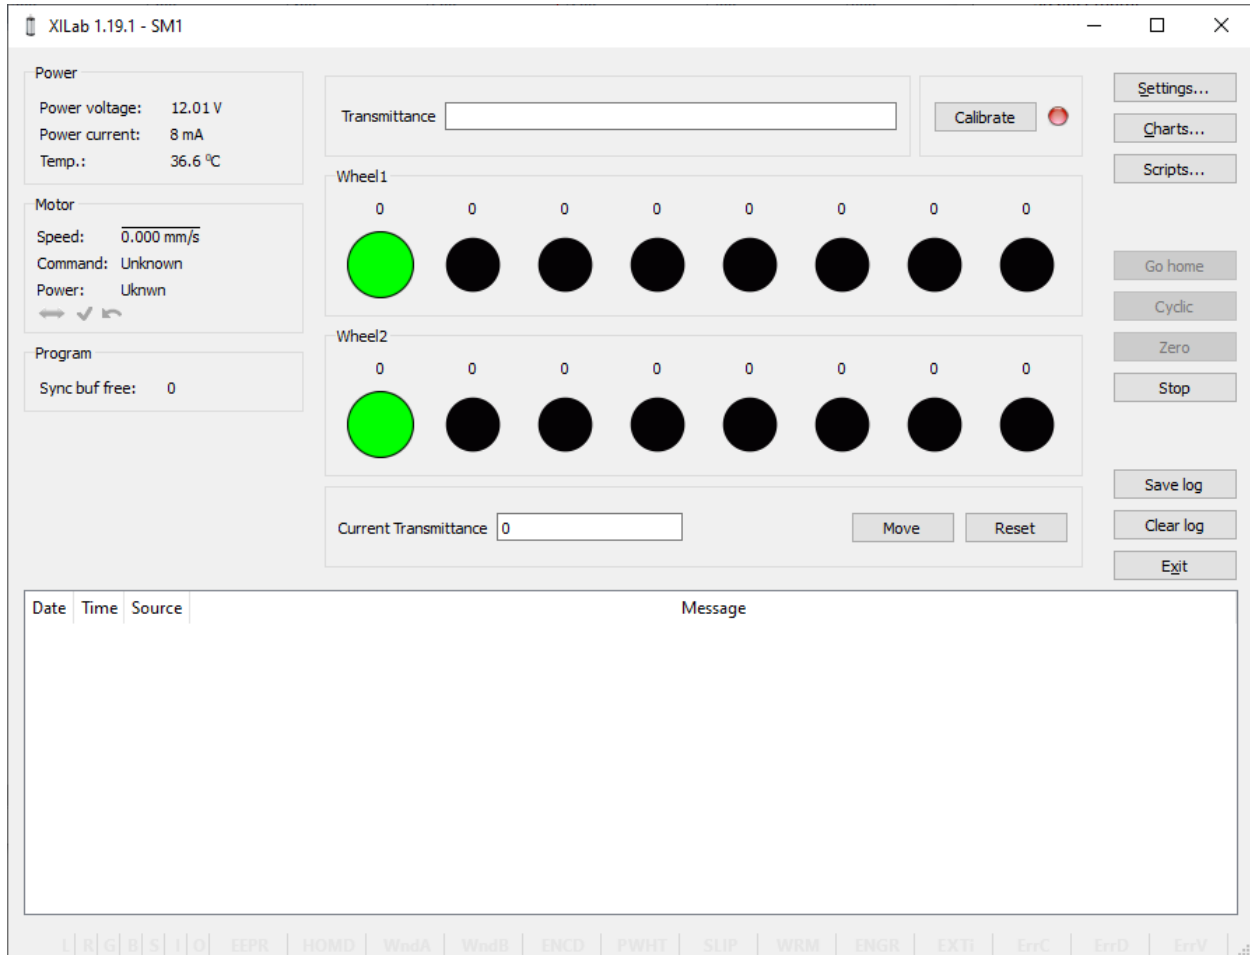 XILab 1.19.1 - SM1
Power
Power voltage: 12.01 V
Power current: 8 mA
Temp.: 36.6 ⁰C
Motor
Speed: 0.000 mm/s
Command: Unknown
Power: Uknwn
Program
Sync buf free: 0
Transmittance
Calibrate
Wheel1
0 0 0 0 0 0 0 0
Wheel2
0 0 0 0 0 0 0 0
Current Transmittance 0
Move
Reset
Settings...
Charts...
Scripts...
Go home
Cyclic
Zero
Stop
Save log
Clear log
Exit
Date Time Source Message
L R G B S I O EEPR HOMD WndA WndB ENCD PWHT SLIP WRM ENGR EXTi ErrC ErrD ErrV